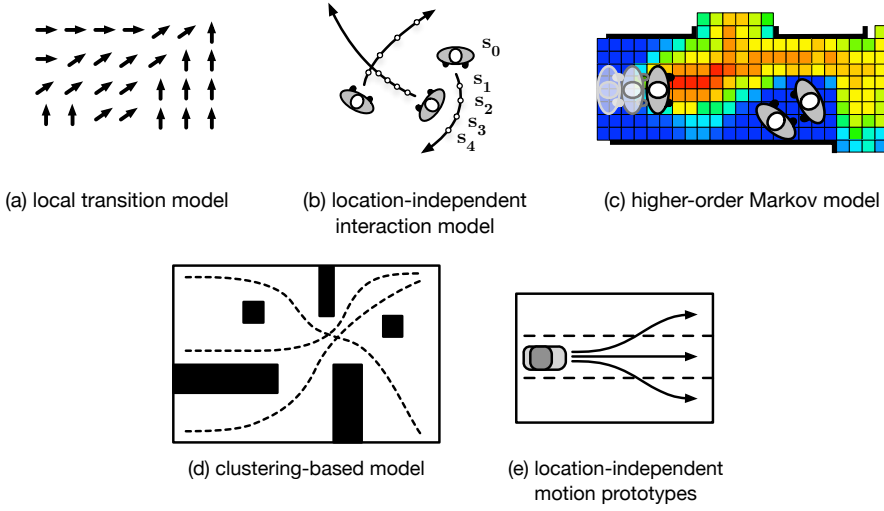 s0
s1
s2
s3
s4
(a) local transition model
(b) location-independent
interaction model
(c) higher-order Markov model
(d) clustering-based model
(e) location-independent
motion prototypes